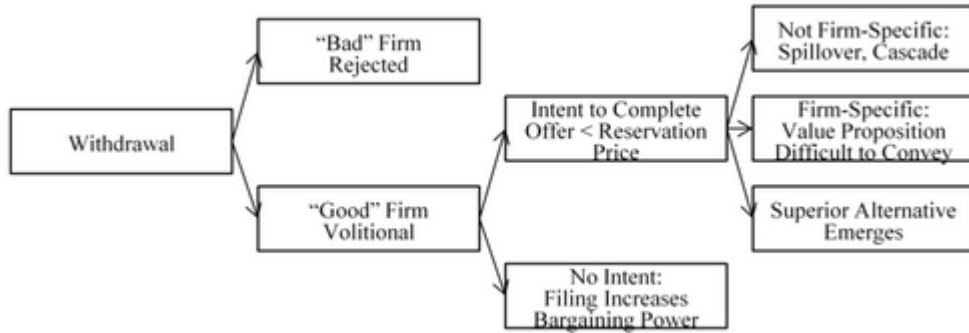 Withdrawal
“Bad” Firm
Rejected
“Good” Firm
Volitional
Intent to Complete
Offer < Reservation
Price
No Intent:
Filing Increases
Bargaining Power
Not Firm-Specific:
Spillover, Cascade
Firm-Specific:
Value Proposition
Difficult to Convey
Superior Alternative
Emerges